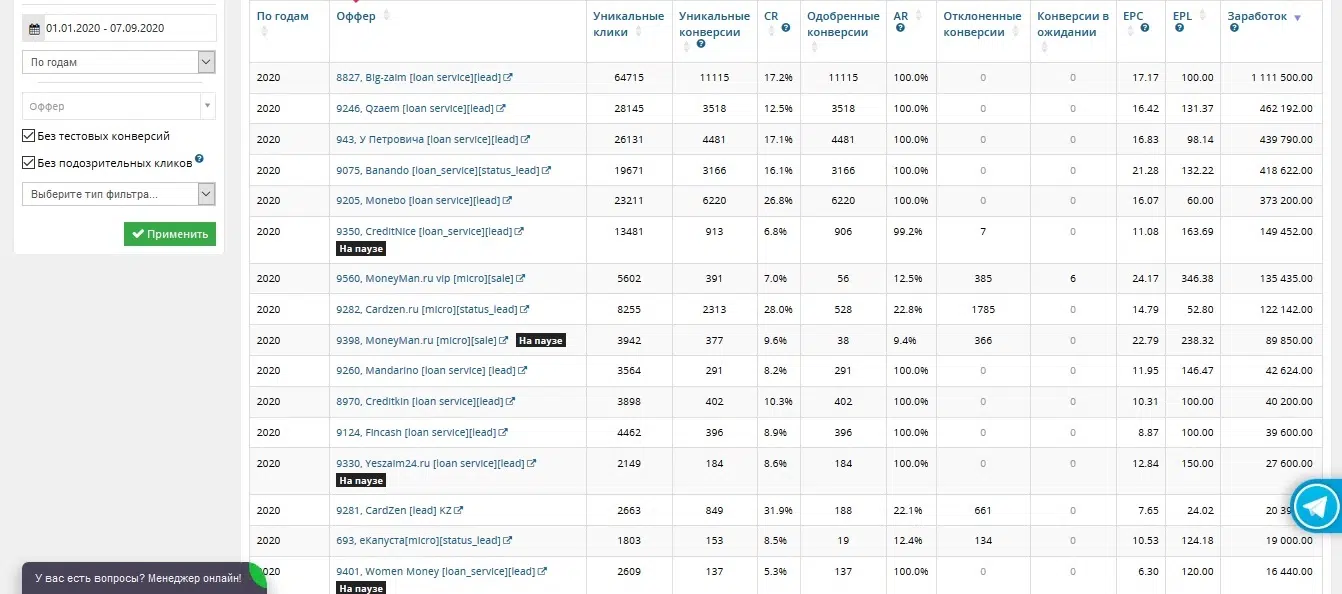 01.01.2020 - 07.09.2020
По годам
Оффер
Без тестовых конверсий
Без подозрительных кликов
Выберите тип фильтра...
Применить
По годам Оффер Уникальные клики Уникальные конверсии CR Одобренные конверсии AR Отклоненные конверсии Конверсии в ожидании EPC EPL Заработок
2020 8827, Big-zaim [loan service][lead] 64715 11115 17.2% 11115 100.0% 0 0 17.17 100.00 1 111 500.00
2020 9246, Qzaem [loan service][lead] 28145 3518 12.5% 3518 100.0% 0 0 16.42 131.37 462 192.00
2020 943, У Петровича [loan service][lead] 26131 4481 17.1% 4481 100.0% 0 0 16.83 98.14 439 790.00
2020 9075, Banando [loan_service][status_lead] 19671 3166 16.1% 3166 100.0% 0 0 21.28 132.22 418 622.00
2020 9205, Monebo [loan service][lead] 23211 6220 26.8% 6220 100.0% 0 0 16.07 60.00 373 200.00
2020 9350, CreditNice [loan_service][lead] 13481 913 6.8% 906 99.2% 7 0 11.08 163.69 149 452.00
На паузе
2020 9560, MoneyMan.ru vip [micro][sale] 5602 391 7.0% 56 12.5% 385 6 24.17 346.38 135 435.00
2020 9282, Cardzen.ru [micro][status_lead] 8255 2313 28.0% 528 22.8% 1785 0 14.79 52.80 122 142.00
2020 9398, MoneyMan.ru [micro][sale] На паузе 3942 377 9.6% 38 9.4% 366 0 22.79 238.32 89 850.00
2020 9260, Mandarino [loan service] [lead] 3564 291 8.2% 291 100.0% 0 0 11.95 146.47 42 624.00
2020 8970, Creditkin [loan service][lead] 3898 402 10.3% 402 100.0% 0 0 10.31 100.00 40 200.00
2020 9124, Fincash [loan service][lead] 4462 396 8.9% 396 100.0% 0 0 8.87 100.00 39 600.00
2020 9330, Yeszaim24.ru [loan service][lead] 2149 184 8.6% 184 100.0% 0 0 12.84 150.00 27 600.00
На паузе
2020 9281, CardZen [lead] KZ 2663 849 31.9% 188 22.1% 661 0 7.65 24.02
2020 693, еКапуста[micro][status_lead] 1803 153 8.5% 19 12.4% 134 0 10.53 124.18 19 000.00
2020 9401, Women Money [loan_service][lead] 2609 137 5.3% 137 100.0% 0 0 6.30 120.00 16 440.00
На паузе
У вас есть вопросы? Менеджер онлайн!